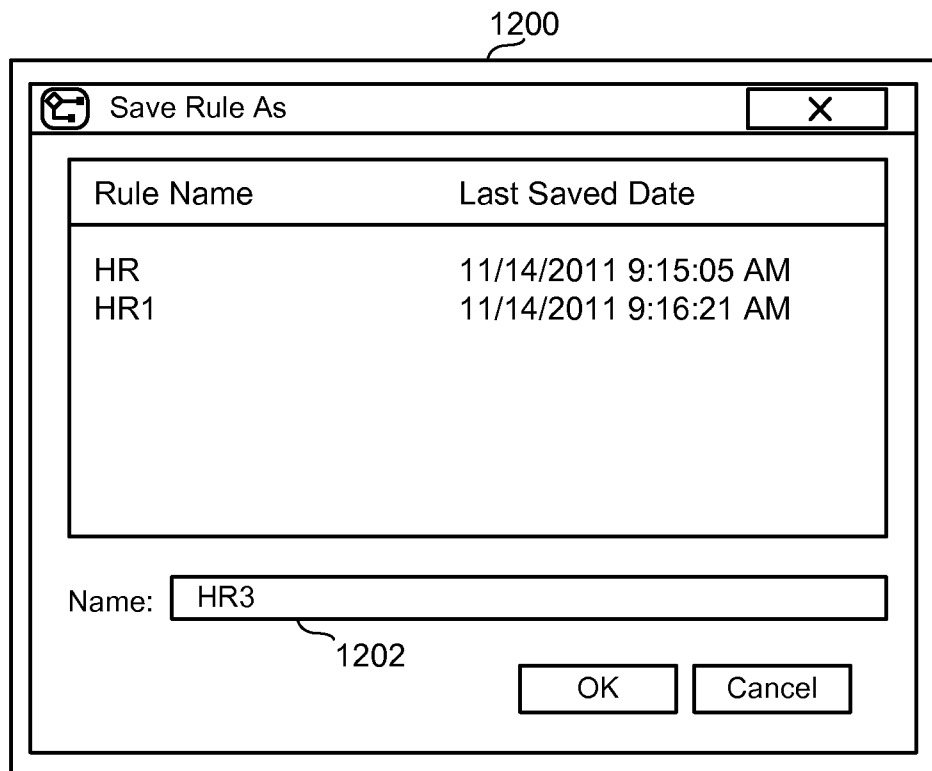 1200
Save Rule As X
Rule Name Last Saved Date
HR 11/14/2011 9:15:05 AM
HR1 11/14/2011 9:16:21 AM
Name: HR3
1202
OK Cancel